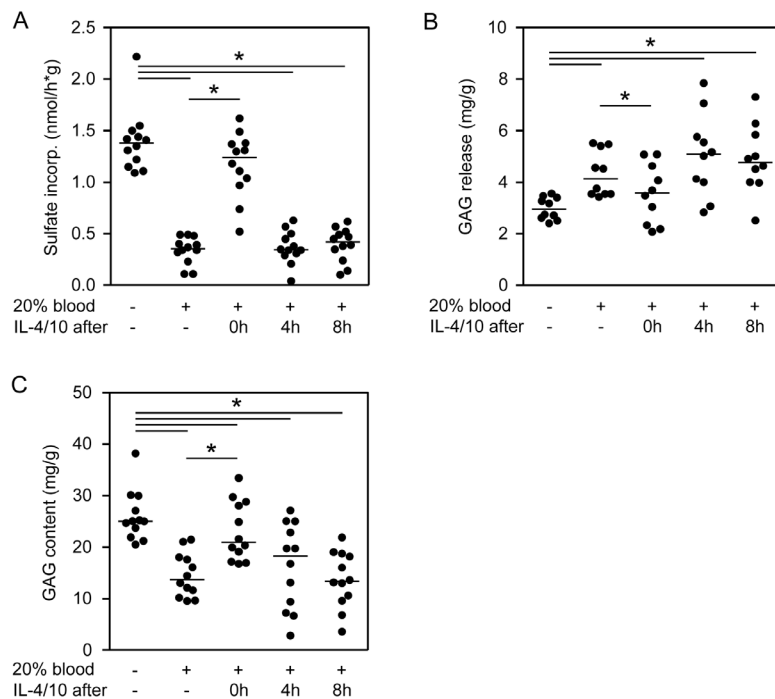 A
Sulfate incorp. (nmol/h*g)
2.5
2.0
1.5
1.0
0.5
0.0
*
*
20% blood - + + + +
IL-4/10 after - - 0h 4h 8h
B
GAG release (mg/g)
10
8
6
4
2
0
*
*
20% blood - + + + +
IL-4/10 after - - 0h 4h 8h
C
GAG content (mg/g)
50
40
30
20
10
0
*
*
20% blood - + + + +
IL-4/10 after - - 0h 4h 8h